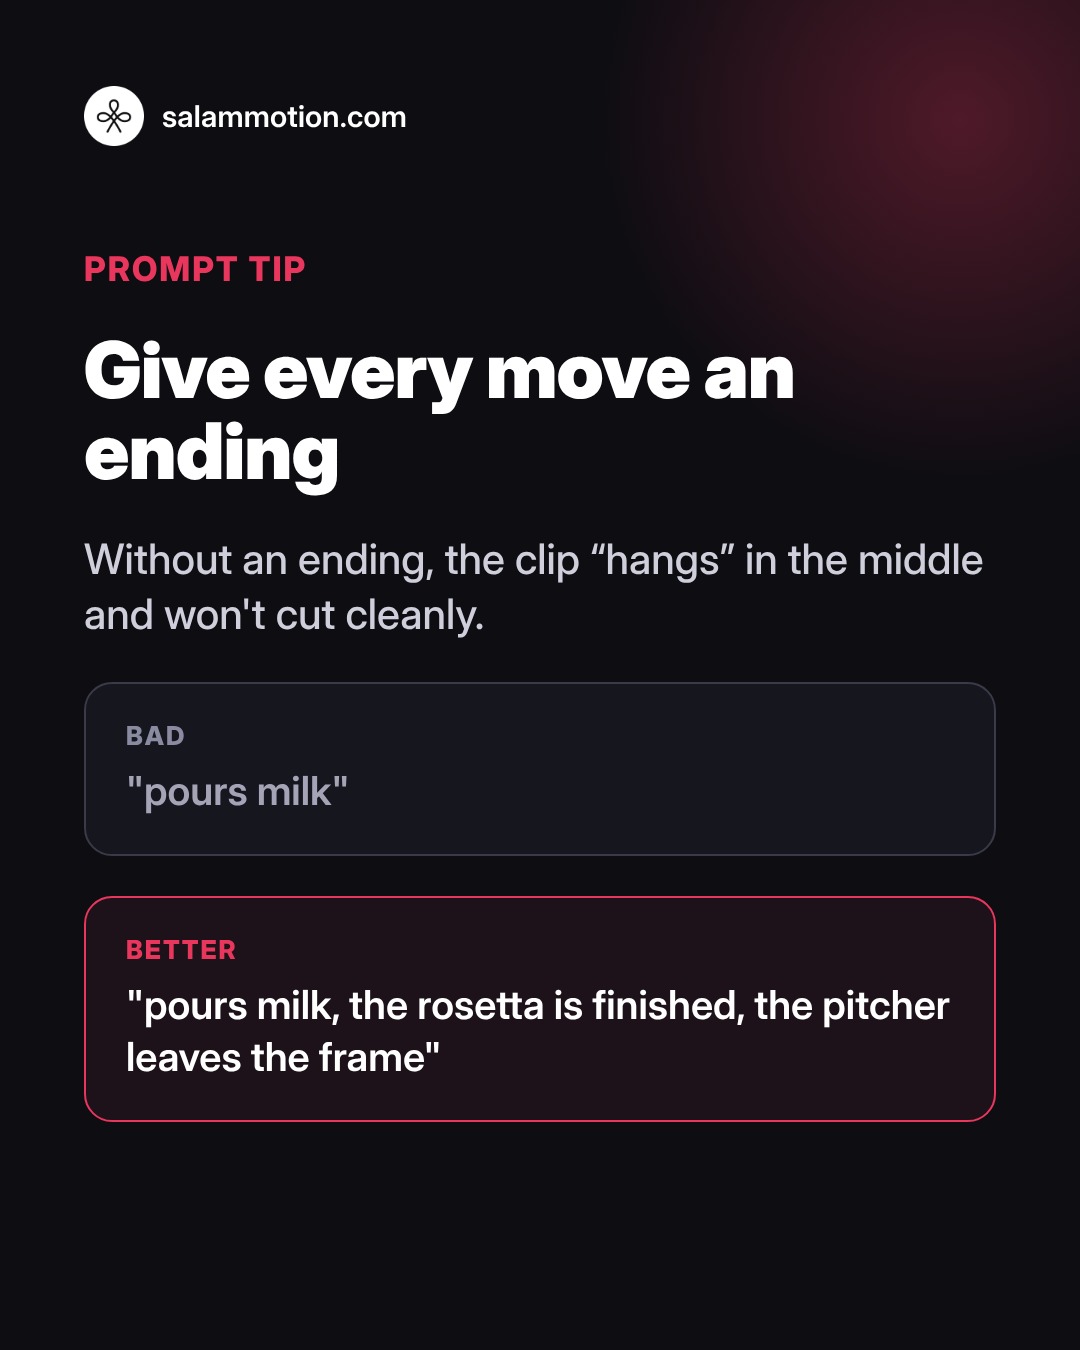 salammotion.com
PROMPT TIP
Give every move an
ending
Without an ending, the clip “hangs” in the middle
and won't cut cleanly.
BAD
"pours milk"
BETTER
"pours milk, the rosetta is finished, the pitcher
leaves the frame"